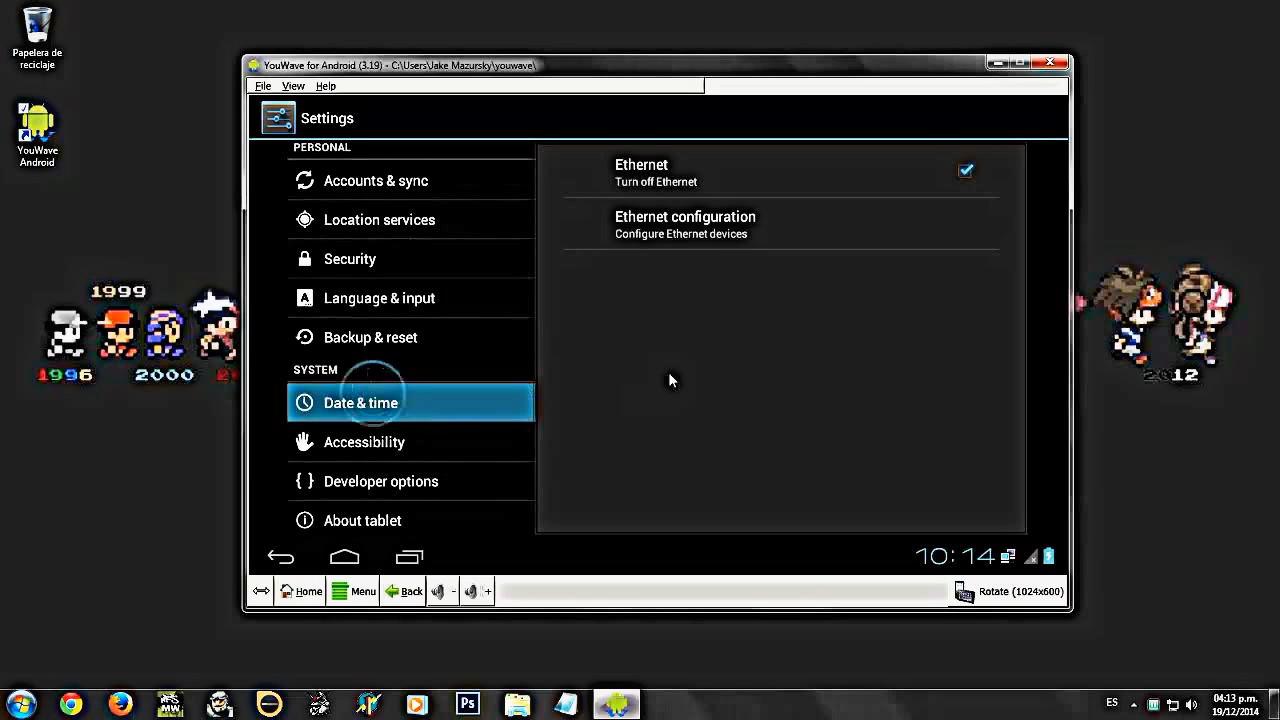 Papelera de
reciclaje
YouWave
Android
YouWave for Android (3.19) - C:\Users\Jake Mazursky\youwave\
File View Help
Settings
PERSONAL
Accounts & sync
Location services
Security
Language & input
Backup & reset
SYSTEM
Date & time
Accessibility
Developer options
About tablet
Ethernet
Turn off Ethernet
Ethernet configuration
Configure Ethernet devices
10:14
Home Menu Back - + Rotate (1024x600)
1999
1996 2000
2012
MW
Ps
ES
04:13 p.m.
19/12/2014